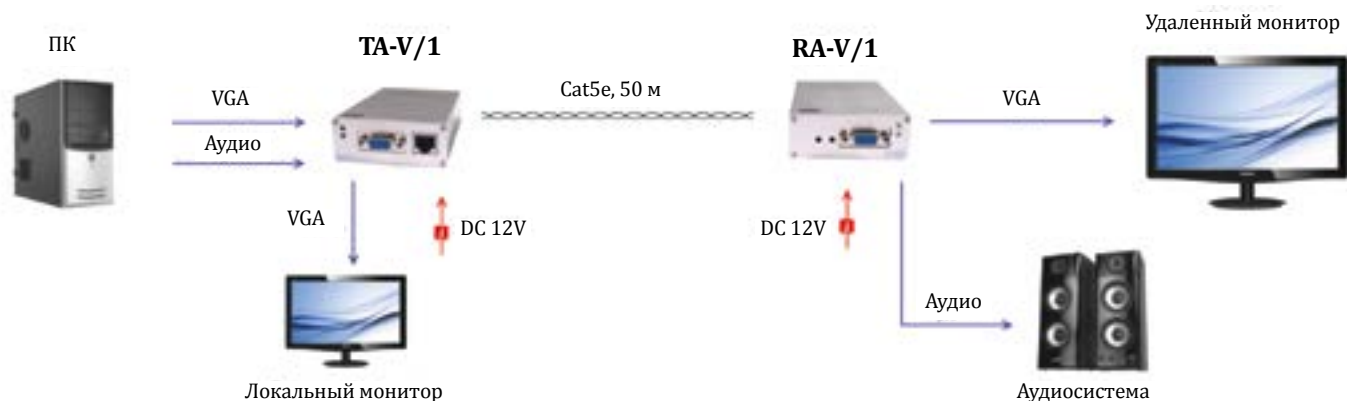 Удаленный монитор
ПК
TA-V/1
RA-V/1
VGA
Cat5e, 50 м
VGA
Аудио
VGA
DC 12V
DC 12V
Аудио
Локальный монитор
Аудиосистема